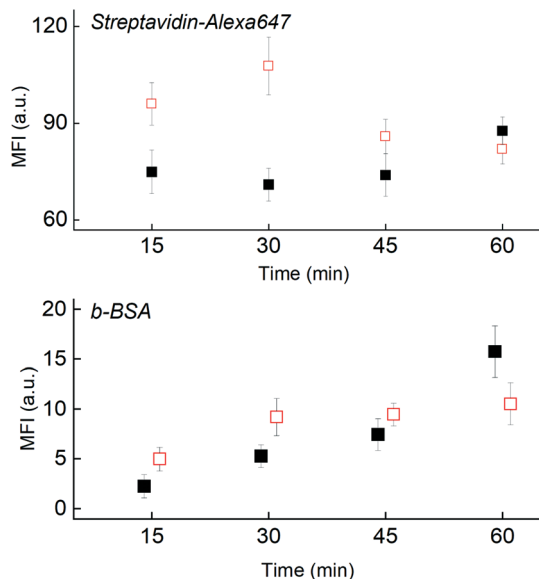 Streptavidin-Alexa647
120
90
60
MFI (a.u.)
15 30 45 60
Time (min)
b-BSA
20
15
10
5
0
MFI (a.u.)
15 30 45 60
Time (min)